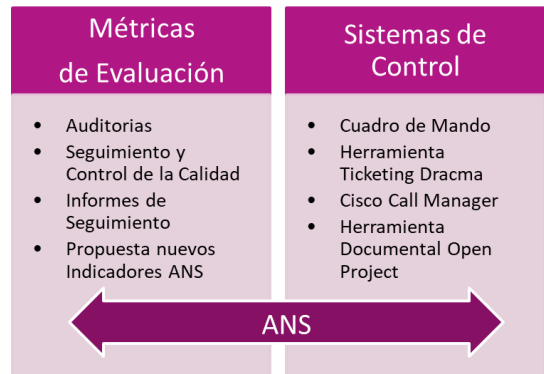 Métricas
de Evaluación
• Auditorias
• Seguimiento y
Control de la Calidad
• Informes de
Seguimiento
• Propuesta nuevos
Indicadores ANS
Sistemas de
Control
• Cuadro de Mando
• Herramienta
Ticketing Dracma
• Cisco Call Manager
• Herramienta
Documental Open
Project
ANS